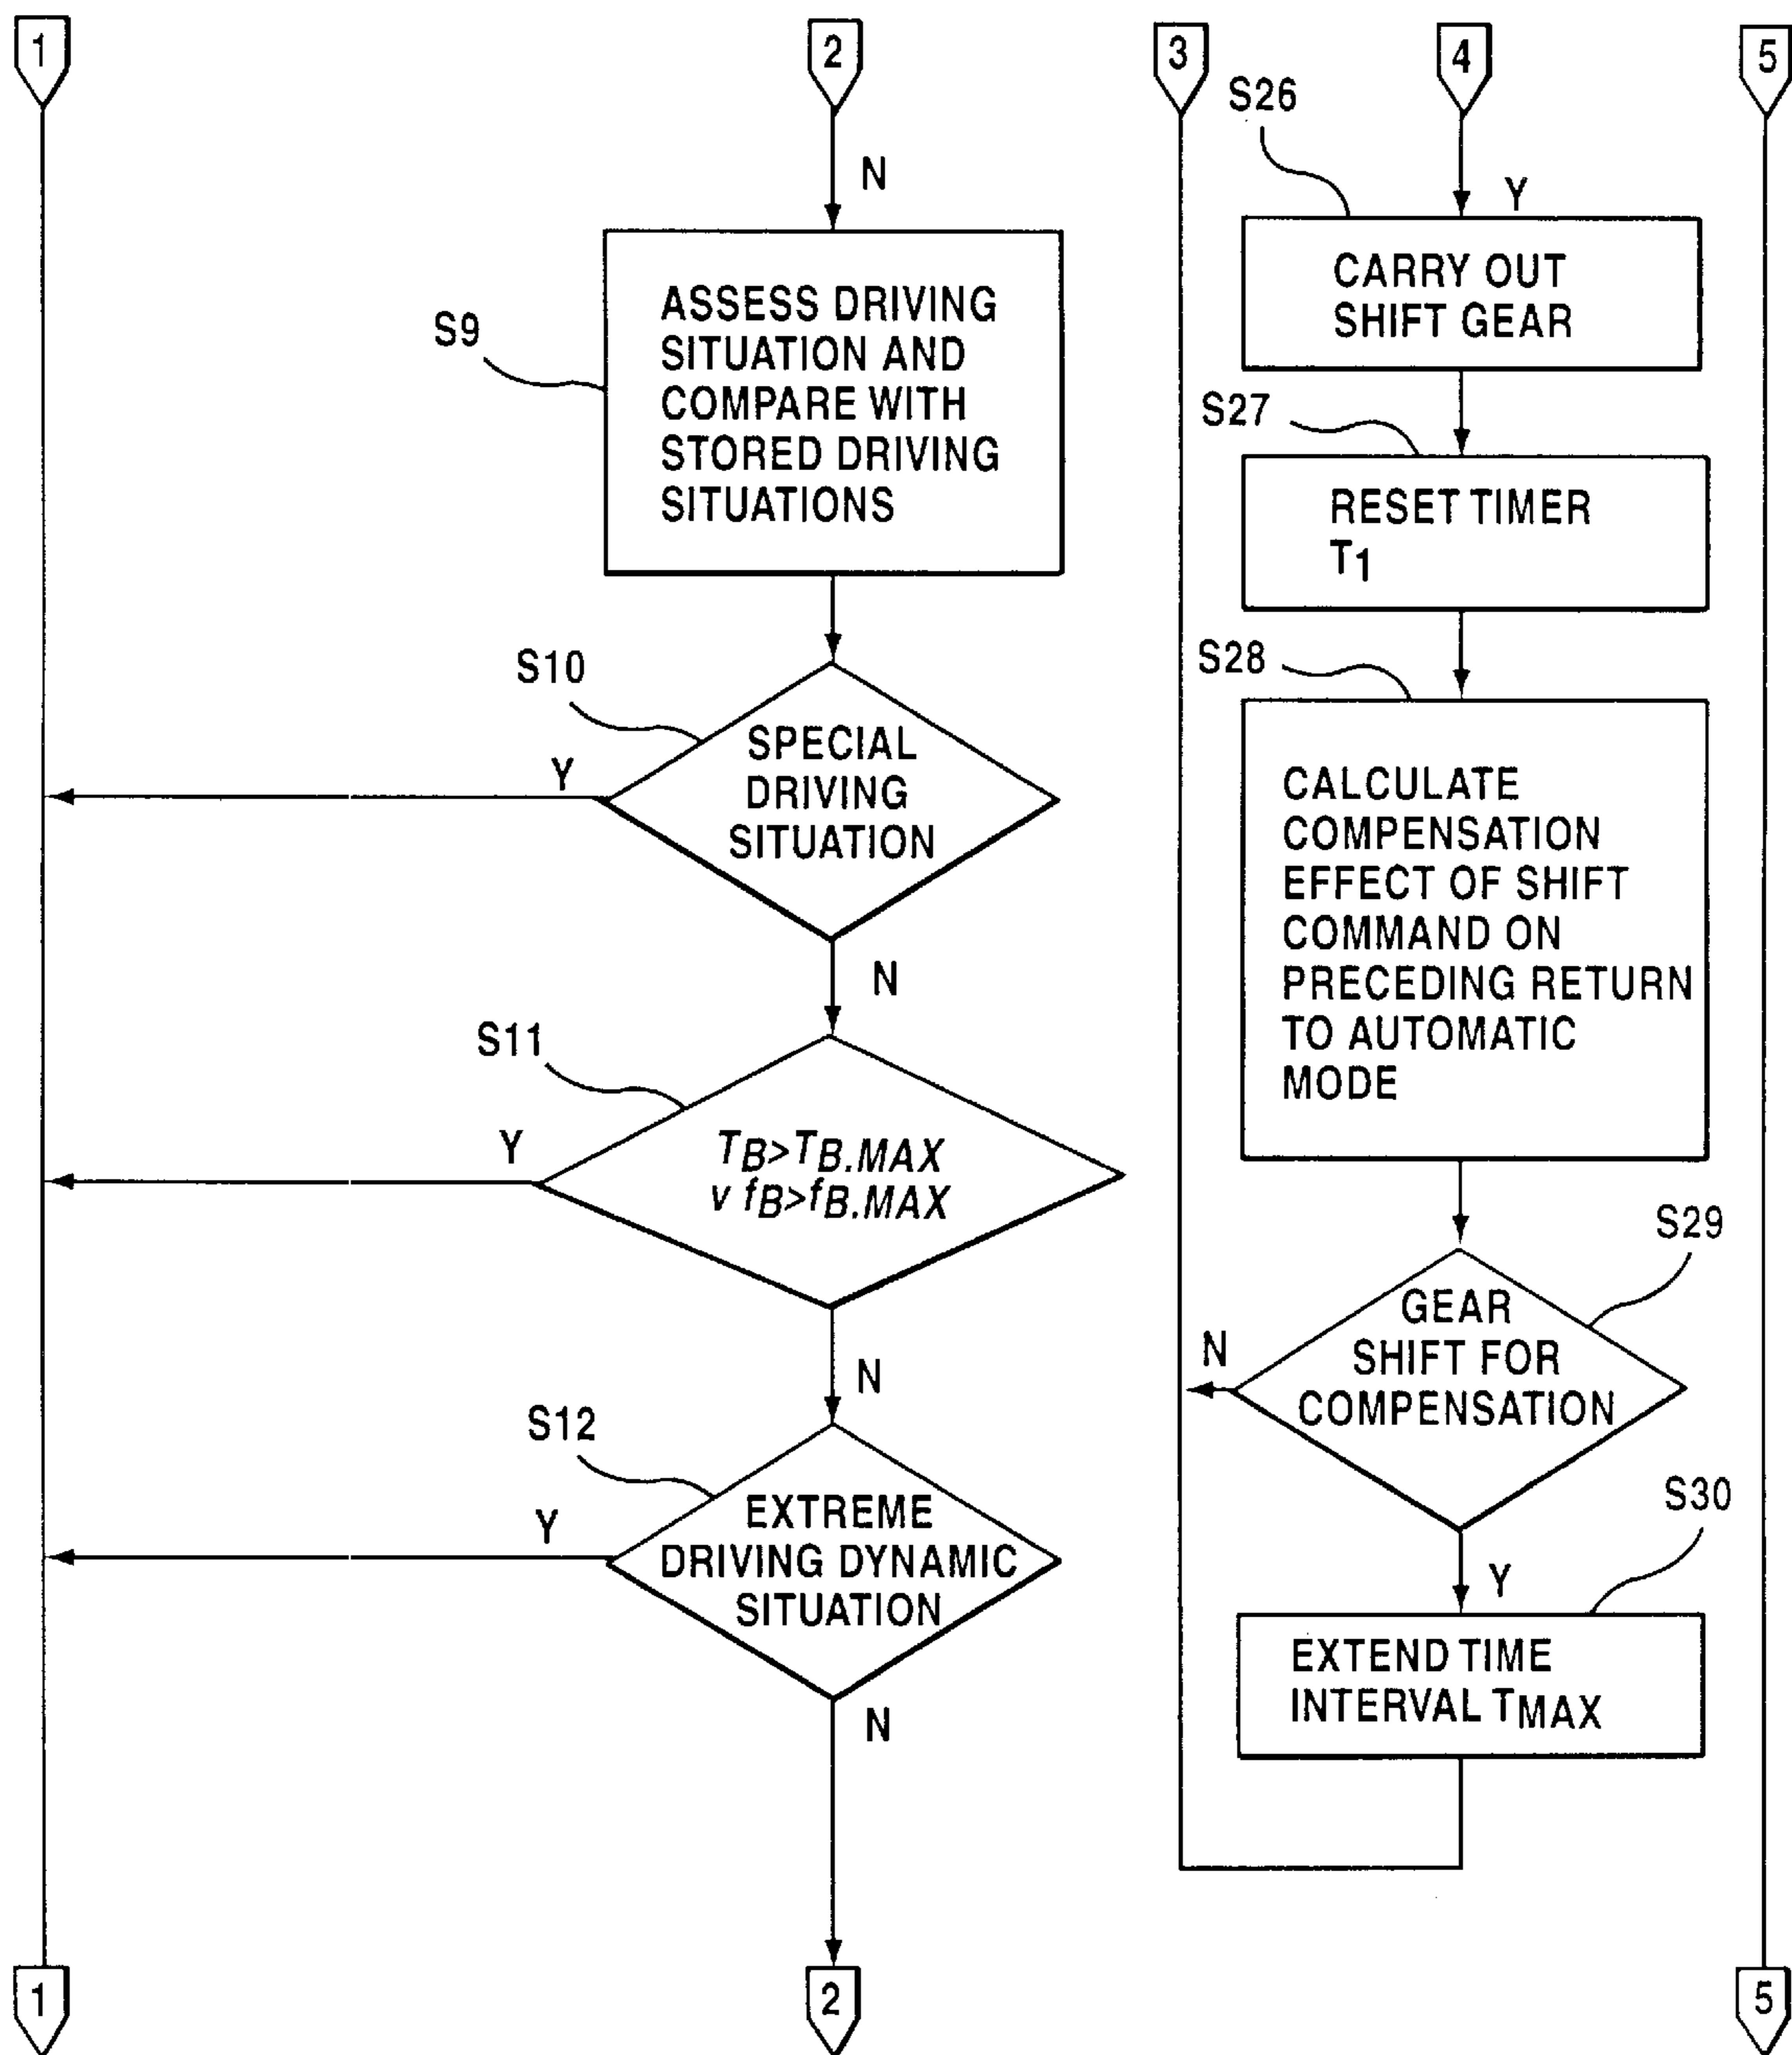 1
2
3
4
5
N
S9
ASSESS DRIVING
SITUATION AND
COMPARE WITH
STORED DRIVING
SITUATIONS
S10
SPECIAL
DRIVING
SITUATION
Y
N
S11
TB>TB.MAX
v fB>fB.MAX
Y
N
S12
EXTREME
DRIVING DYNAMIC
SITUATION
Y
N
S26
Y
CARRY OUT
SHIFT GEAR
S27
RESET TIMER
T1
S28
CALCULATE
COMPENSATION
EFFECT OF SHIFT
COMMAND ON
PRECEDING RETURN
TO AUTOMATIC
MODE
S29
GEAR
SHIFT FOR
COMPENSATION
N
Y
S30
EXTEND TIME
INTERVAL TMAX
1
2
5